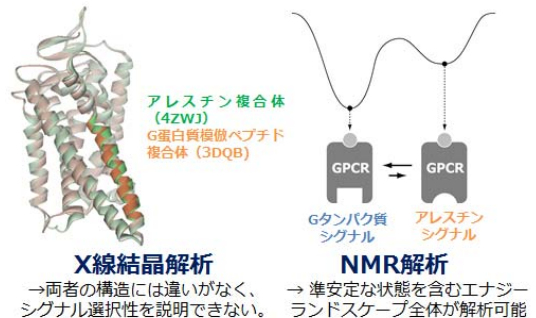 アレスチン複合体
（4ZWJ）
G蛋白質模倣ペプチド
複合体（3DQB）
GPCR
GPCR
Gタンパク質
シグナル
アレスチン
シグナル
X線結晶解析
→両者の構造には違いがなく、
シグナル選択性を説明できない。
NMR解析
→ 準安定な状態を含むエナジー
ランドスケープ全体が解析可能